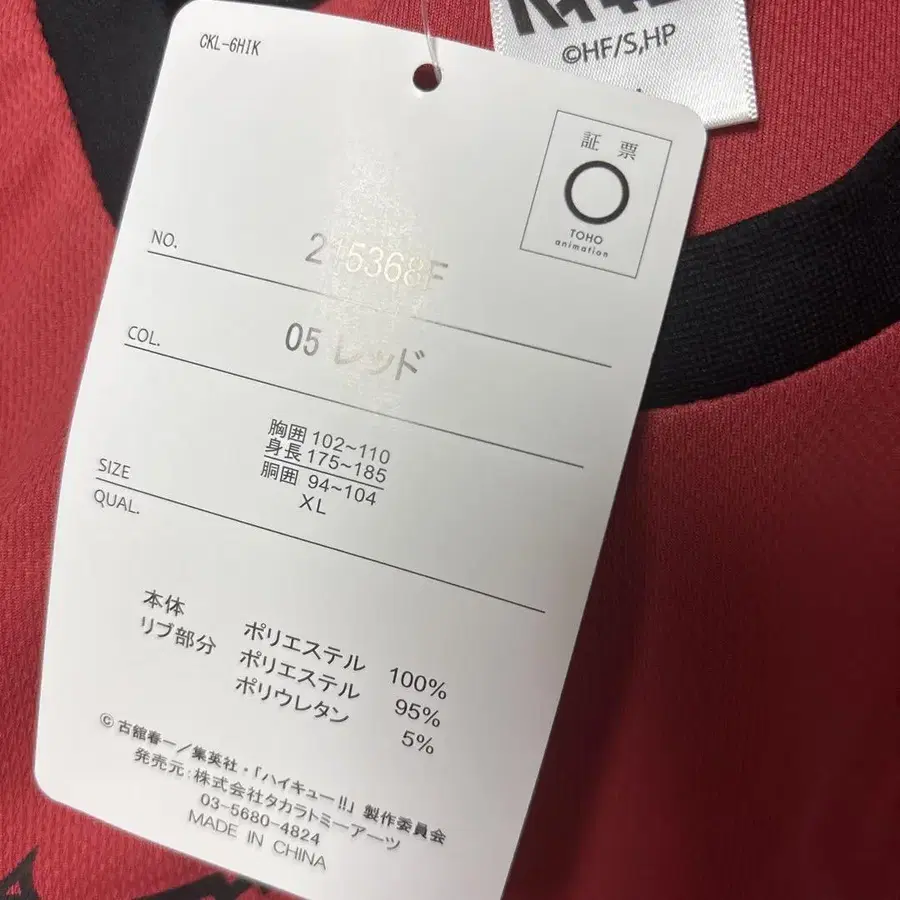 ©HF/S,HP
CKL-6HIK
証 票
TOHO
animation
NO. 215368F
COL. 05 レッド
胸囲 102~110
身長 175~185
胴囲 94~104
SIZE XL
QUAL.
本体 ポリエステル 100%
リブ部分 ポリエステル 95%
ポリウレタン 5%
© 古舘春一/集英社・「ハイキュー!!」製作委員会
発売元:株式会社タカラトミーアーツ
03-5680-4824
MADE IN CHINA